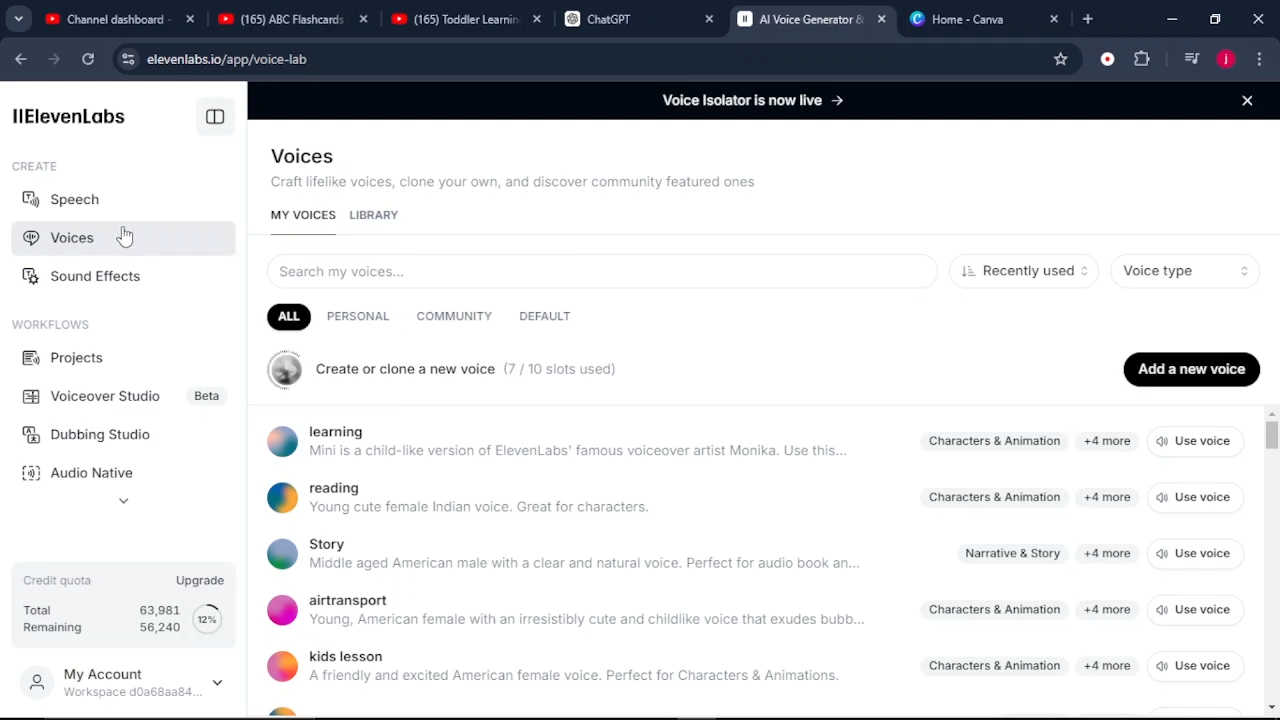 Channel dashboard -
(165) ABC Flashcards
(165) Toddler Learnin
ChatGPT
AI Voice Generator &
Home - Canva
elevenlabs.io/app/voice-lab
j
IIElevenLabs
Voice Isolator is now live →
CREATE
Speech
Voices
Sound Effects
WORKFLOWS
Projects
Voiceover Studio Beta
Dubbing Studio
Audio Native
Credit quota Upgrade
Total 63,981
Remaining 56,240
12%
My Account
Workspace d0a68aa84...
Voices
Craft lifelike voices, clone your own, and discover community featured ones
MY VOICES LIBRARY
Search my voices...
Recently used
Voice type
ALL PERSONAL COMMUNITY DEFAULT
Create or clone a new voice (7 / 10 slots used)
Add a new voice
learning
Mini is a child-like version of ElevenLabs' famous voiceover artist Monika. Use this...
Characters & Animation +4 more Use voice
reading
Young cute female Indian voice. Great for characters.
Characters & Animation +4 more Use voice
Story
Middle aged American male with a clear and natural voice. Perfect for audio book an...
Narrative & Story +4 more Use voice
airtransport
Young, American female with an irresistibly cute and childlike voice that exudes bubb...
Characters & Animation +4 more Use voice
kids lesson
A friendly and excited American female voice. Perfect for Characters & Animations.
Characters & Animation +4 more Use voice